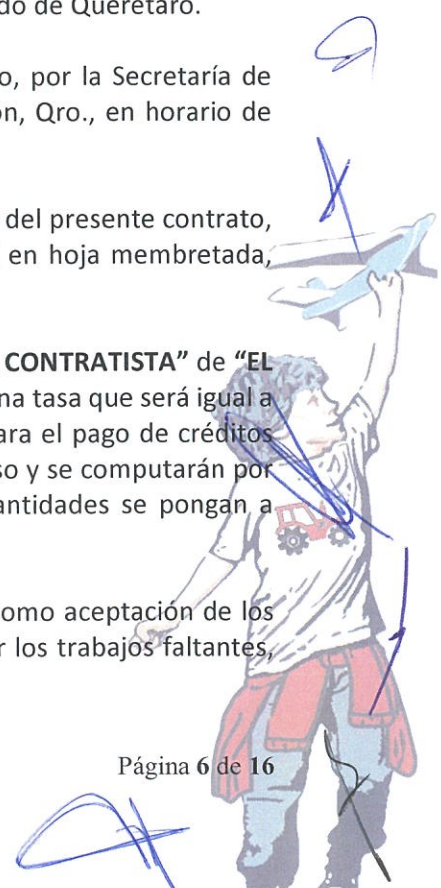 do de Querétaro.
o, por la Secretaría de
on, Qro., en horario de
del presente contrato,
en hoja membretada,
CONTRATISTA” de “EL
na tasa que será igual a
ara el pago de créditos
so y se computarán por
antidades se pongan a
omo aceptación de los
r los trabajos faltantes,
Página 6 de 16